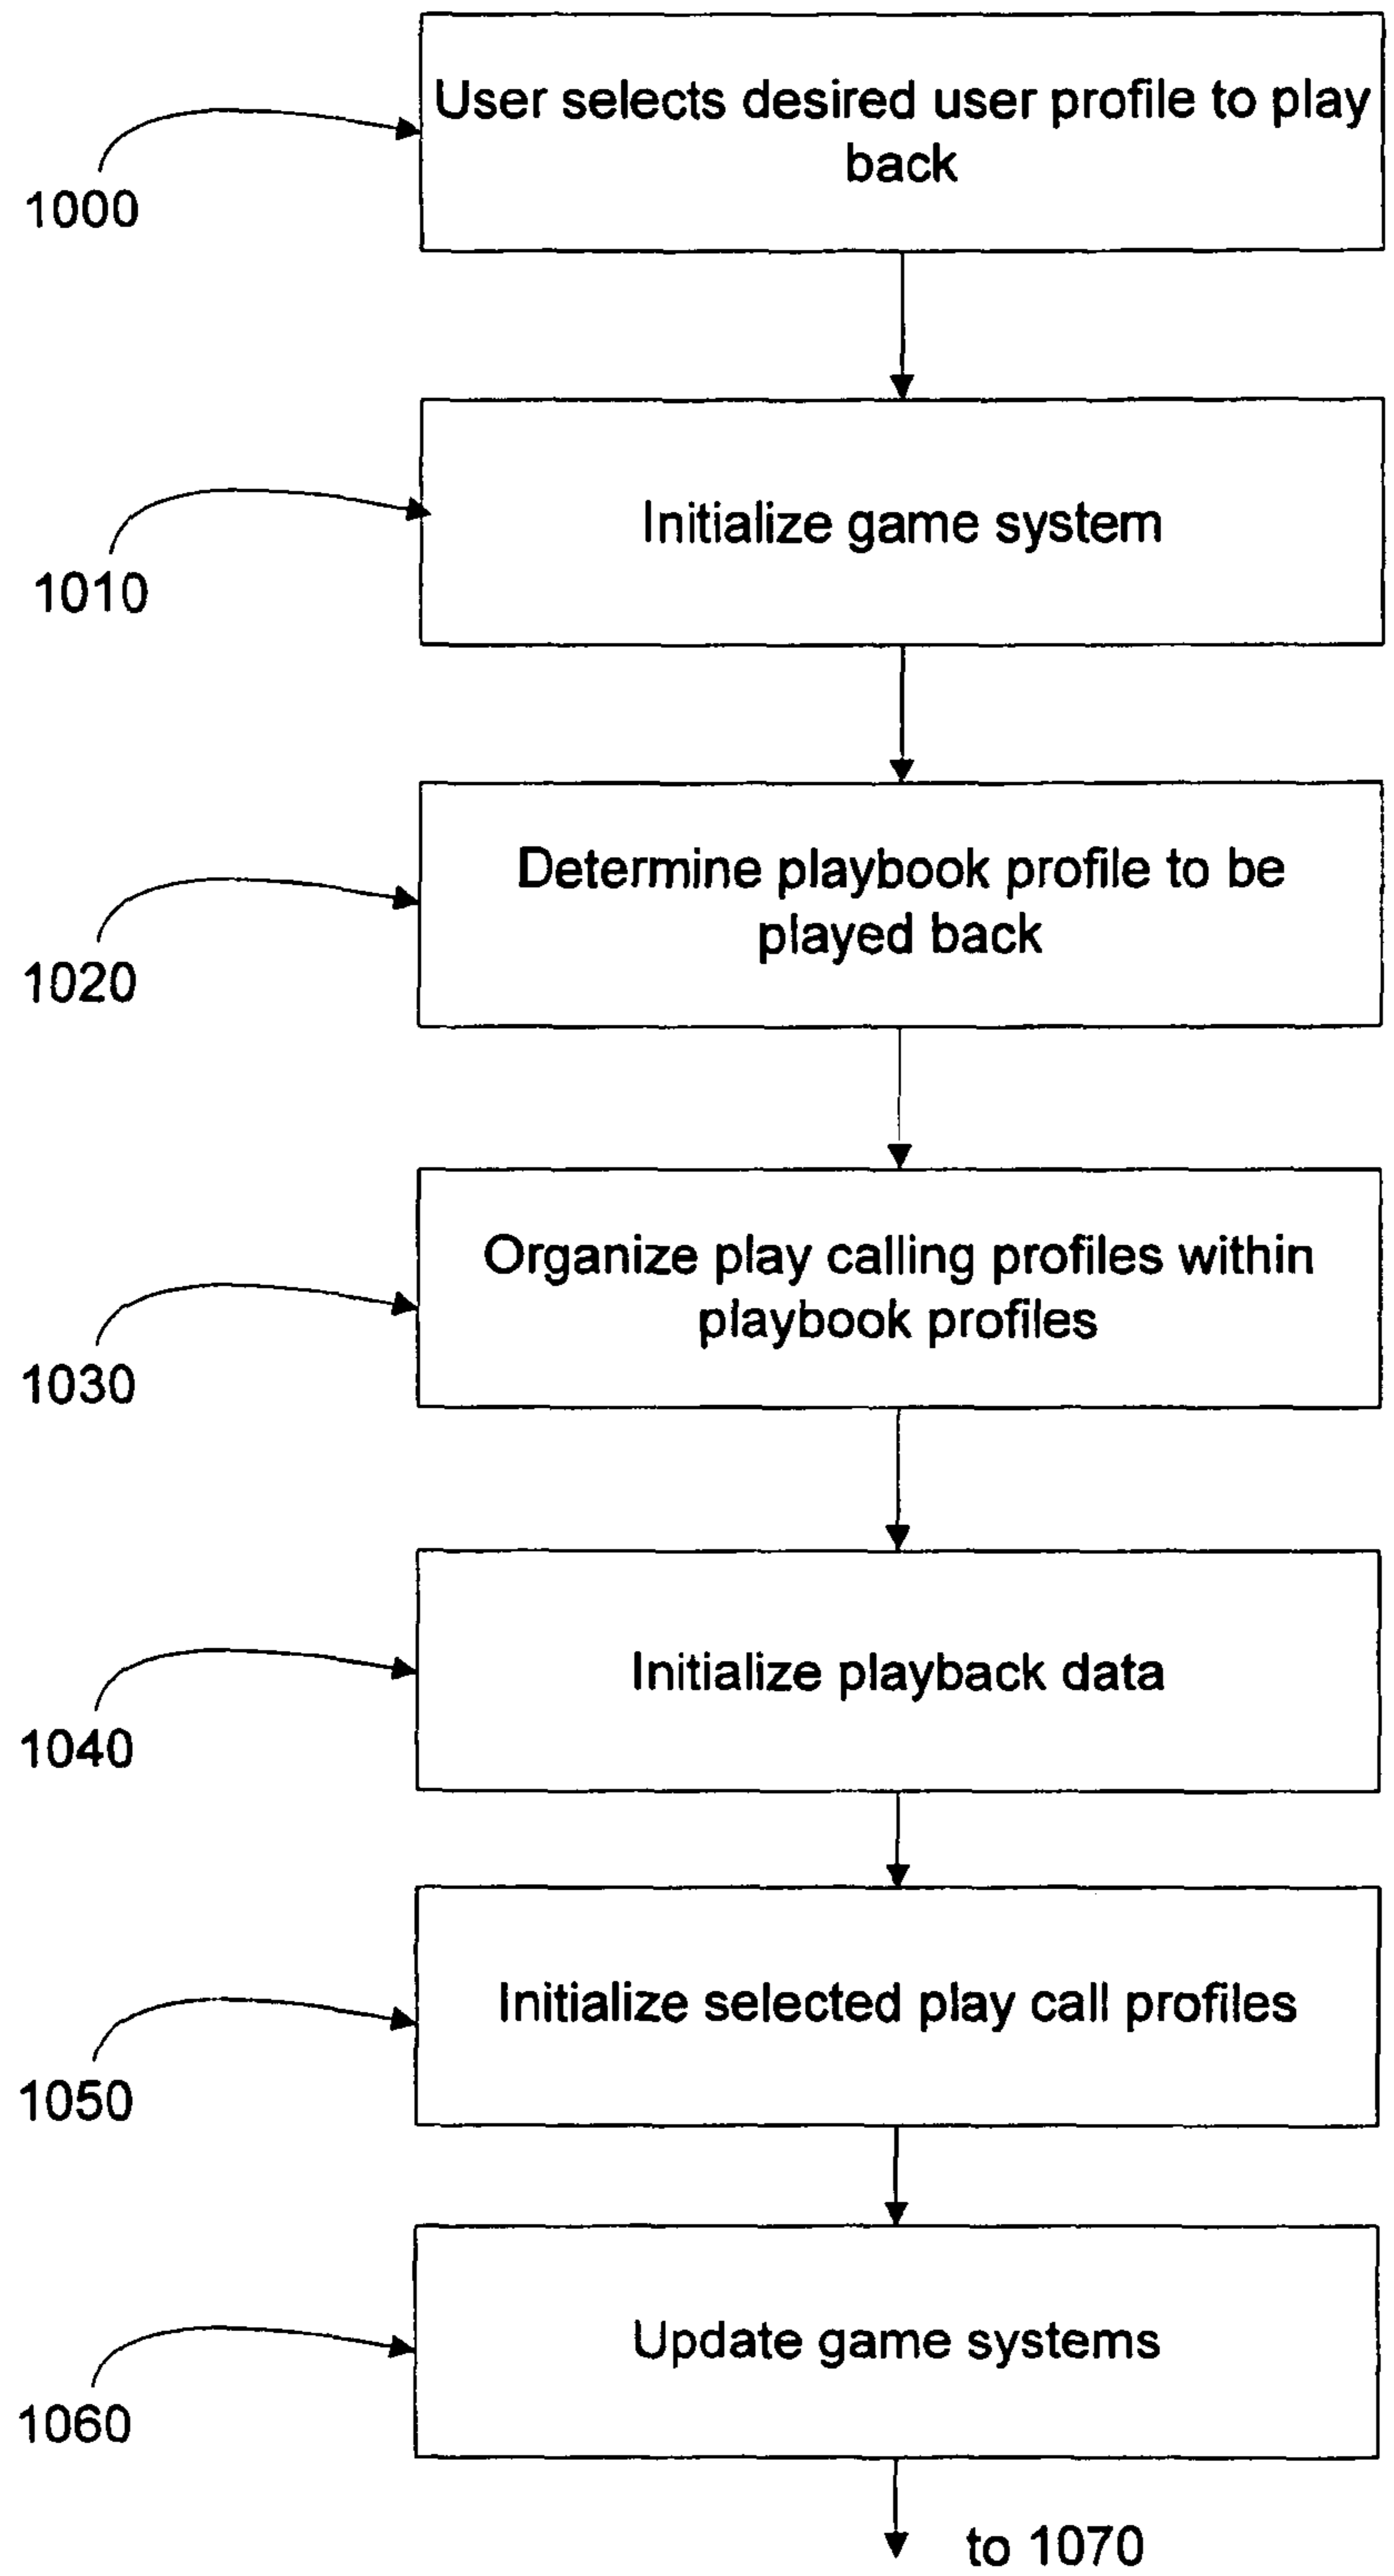 User selects desired user profile to play
back
1000
Initialize game system
1010
Determine playbook profile to be
played back
1020
Organize play calling profiles within
playbook profiles
1030
Initialize playback data
1040
Initialize selected play call profiles
1050
Update game systems
1060
to 1070